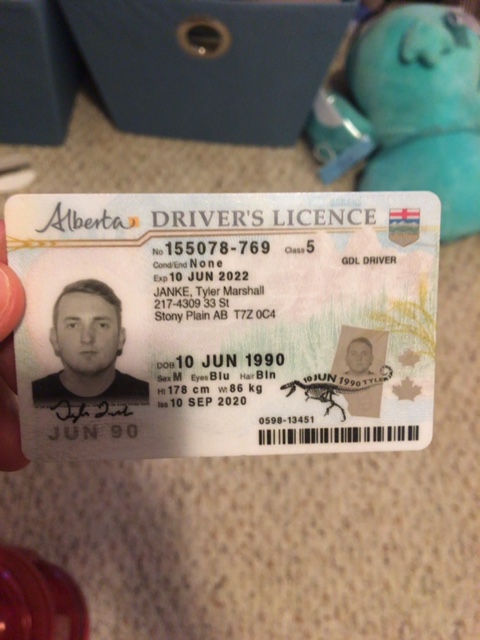 Alberta DRIVER'S LICENCE
No 155078-769 Class 5
Cond/End None GDL DRIVER
Exp 10 JUN 2022
JANKE, Tyler Marshall
217-4309 33 St
Stony Plain AB T7Z 0C4
DOB 10 JUN 1990
Sex M Eyes Blu Hair Bln
Ht 178 cm Wt 86 kg
Iss 10 SEP 2020
10 JUN 1990 TYLER
0598-13451
JUN 90